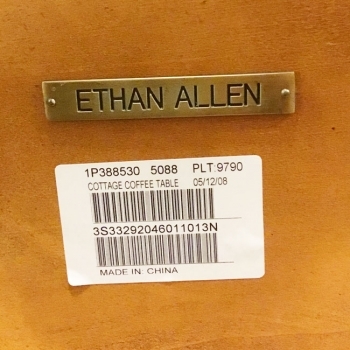 ETHAN ALLEN
1P388530 5088 PLT:9790
COTTAGE COFFEE TABLE 05/12/08
3S33292046011013N
MADE IN: CHINA